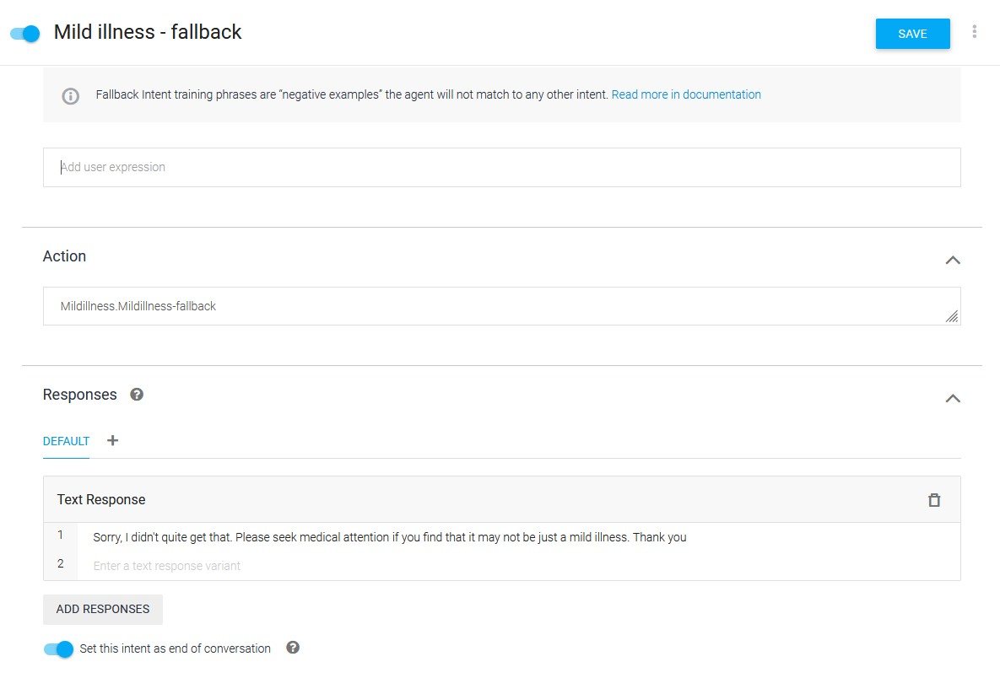 Mild illness - fallback
SAVE
Fallback Intent training phrases are “negative examples” the agent will not match to any other intent. Read more in documentation
Add user expression
Action
Mildillness.Mildillness-fallback
Responses
DEFAULT
Text Response
1 Sorry, I didn't quite get that. Please seek medical attention if you find that it may not be just a mild illness. Thank you
2 Enter a text response variant
ADD RESPONSES
Set this intent as end of conversation